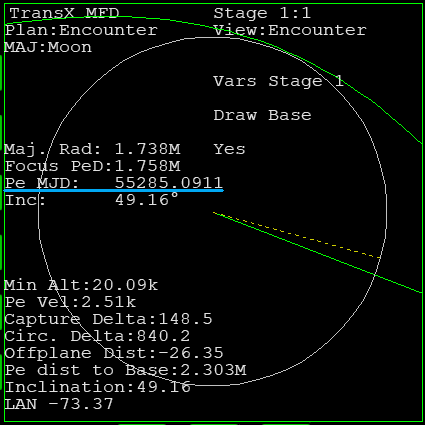 TransX MFD Stage 1:1
Plan:Encounter View:Encounter
MAJ:Moon
Vars Stage 1
Draw Base
Maj. Rad: 1.738M Yes
Focus PeD:1.758M
Pe MJD: 55285.0911
Inc: 49.16°
Min Alt:20.09k
Pe Vel:2.51k
Capture Delta:148.5
Circ. Delta:840.2
Offplane Dist:-26.35
Pe dist to Base:2.303M
Inclination:49.16
LAN -73.37